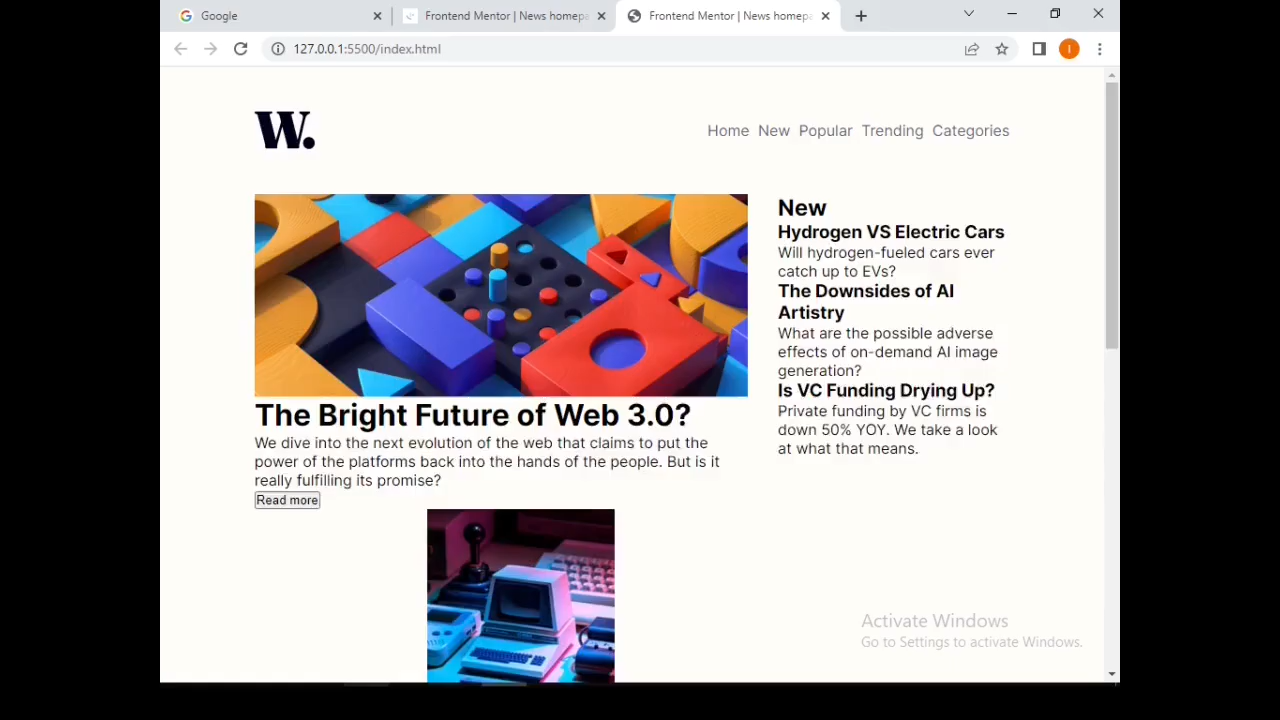 Google
Frontend Mentor | News homep
Frontend Mentor | News homep
127.0.0.1:5500/index.html
I
W.
Home New Popular Trending Categories
New
Hydrogen VS Electric Cars
Will hydrogen-fueled cars ever
catch up to EVs?
The Downsides of AI
Artistry
What are the possible adverse
effects of on-demand AI image
generation?
Is VC Funding Drying Up?
Private funding by VC firms is
down 50% YOY. We take a look
at what that means.
The Bright Future of Web 3.0?
We dive into the next evolution of the web that claims to put the
power of the platforms back into the hands of the people. But is it
really fulfilling its promise?
Read more
Activate Windows
Go to Settings to activate Windows.